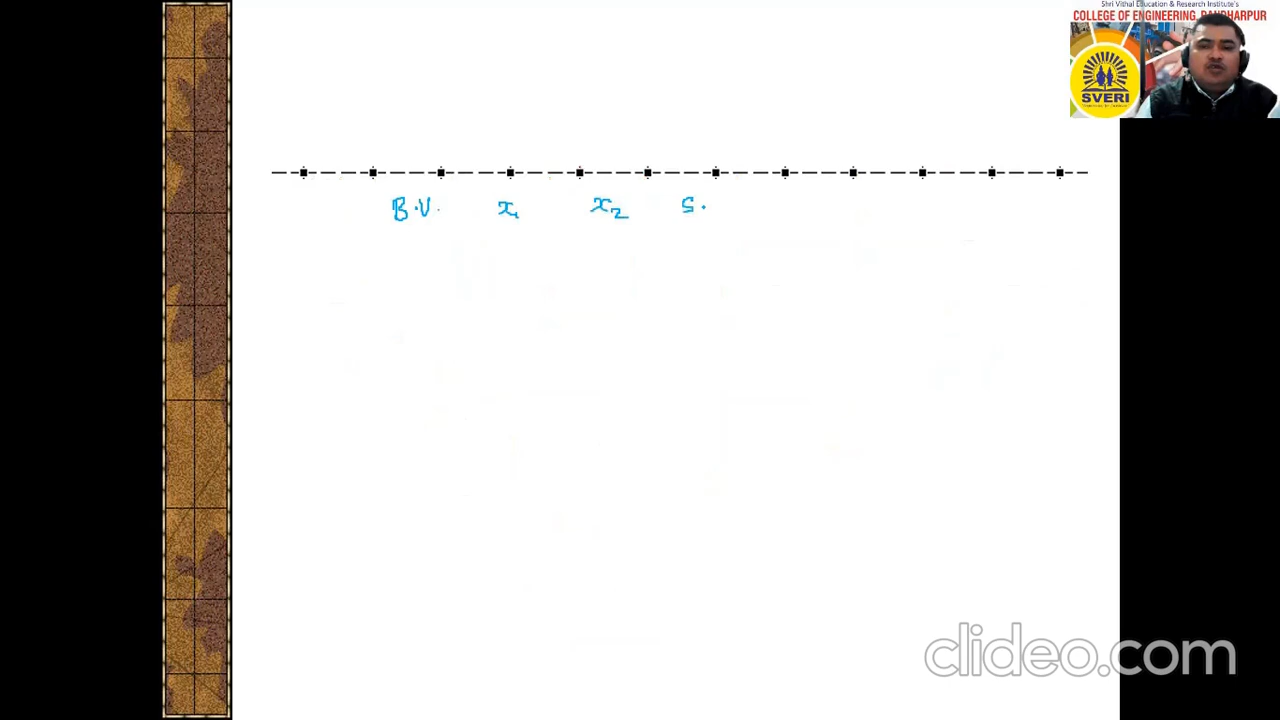 Shri Vithal Education & Research Institute's
COLLEGE OF ENGINEERING, PANDHARPUR
SVERI
B.V. x₁ x₂ S.
clideo.com